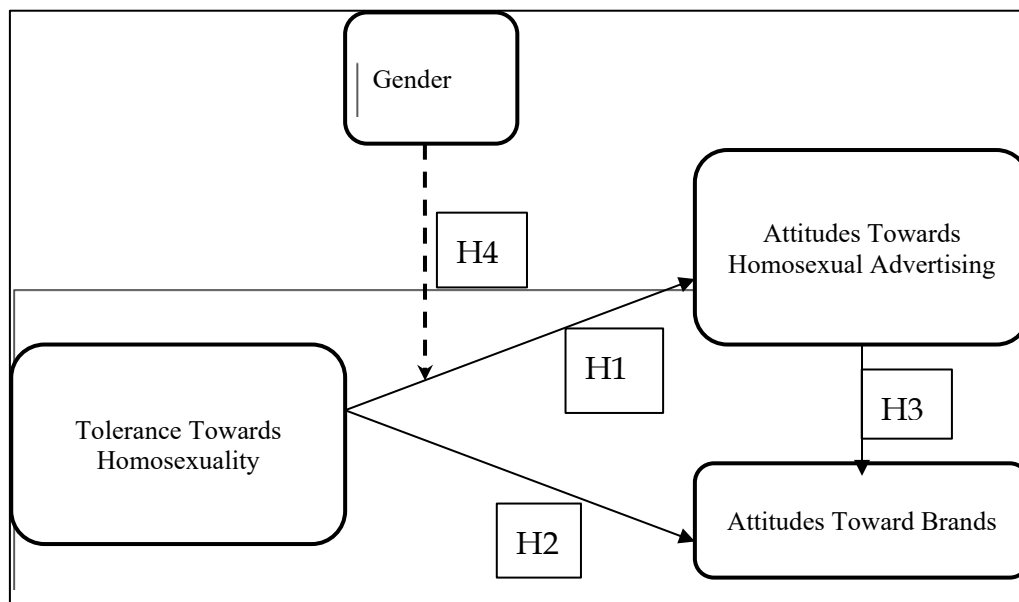 Gender
H4
Attitudes Towards
Homosexual Advertising
H1
H3
Tolerance Towards
Homosexuality
Attitudes Toward Brands
H2